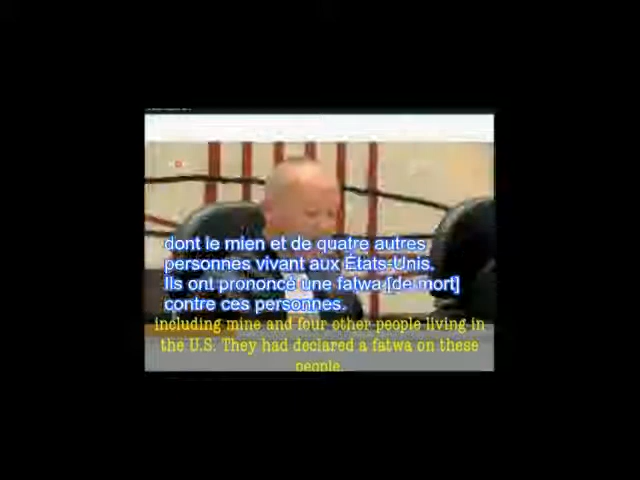 dont le mien et de quatre autres
personnes vivant aux États-Unis.
Ils ont prononcé une fatwa [de mort]
contre ces personnes.
including mine and four other people living in
the U.S. They had declared a fatwa on these
people.